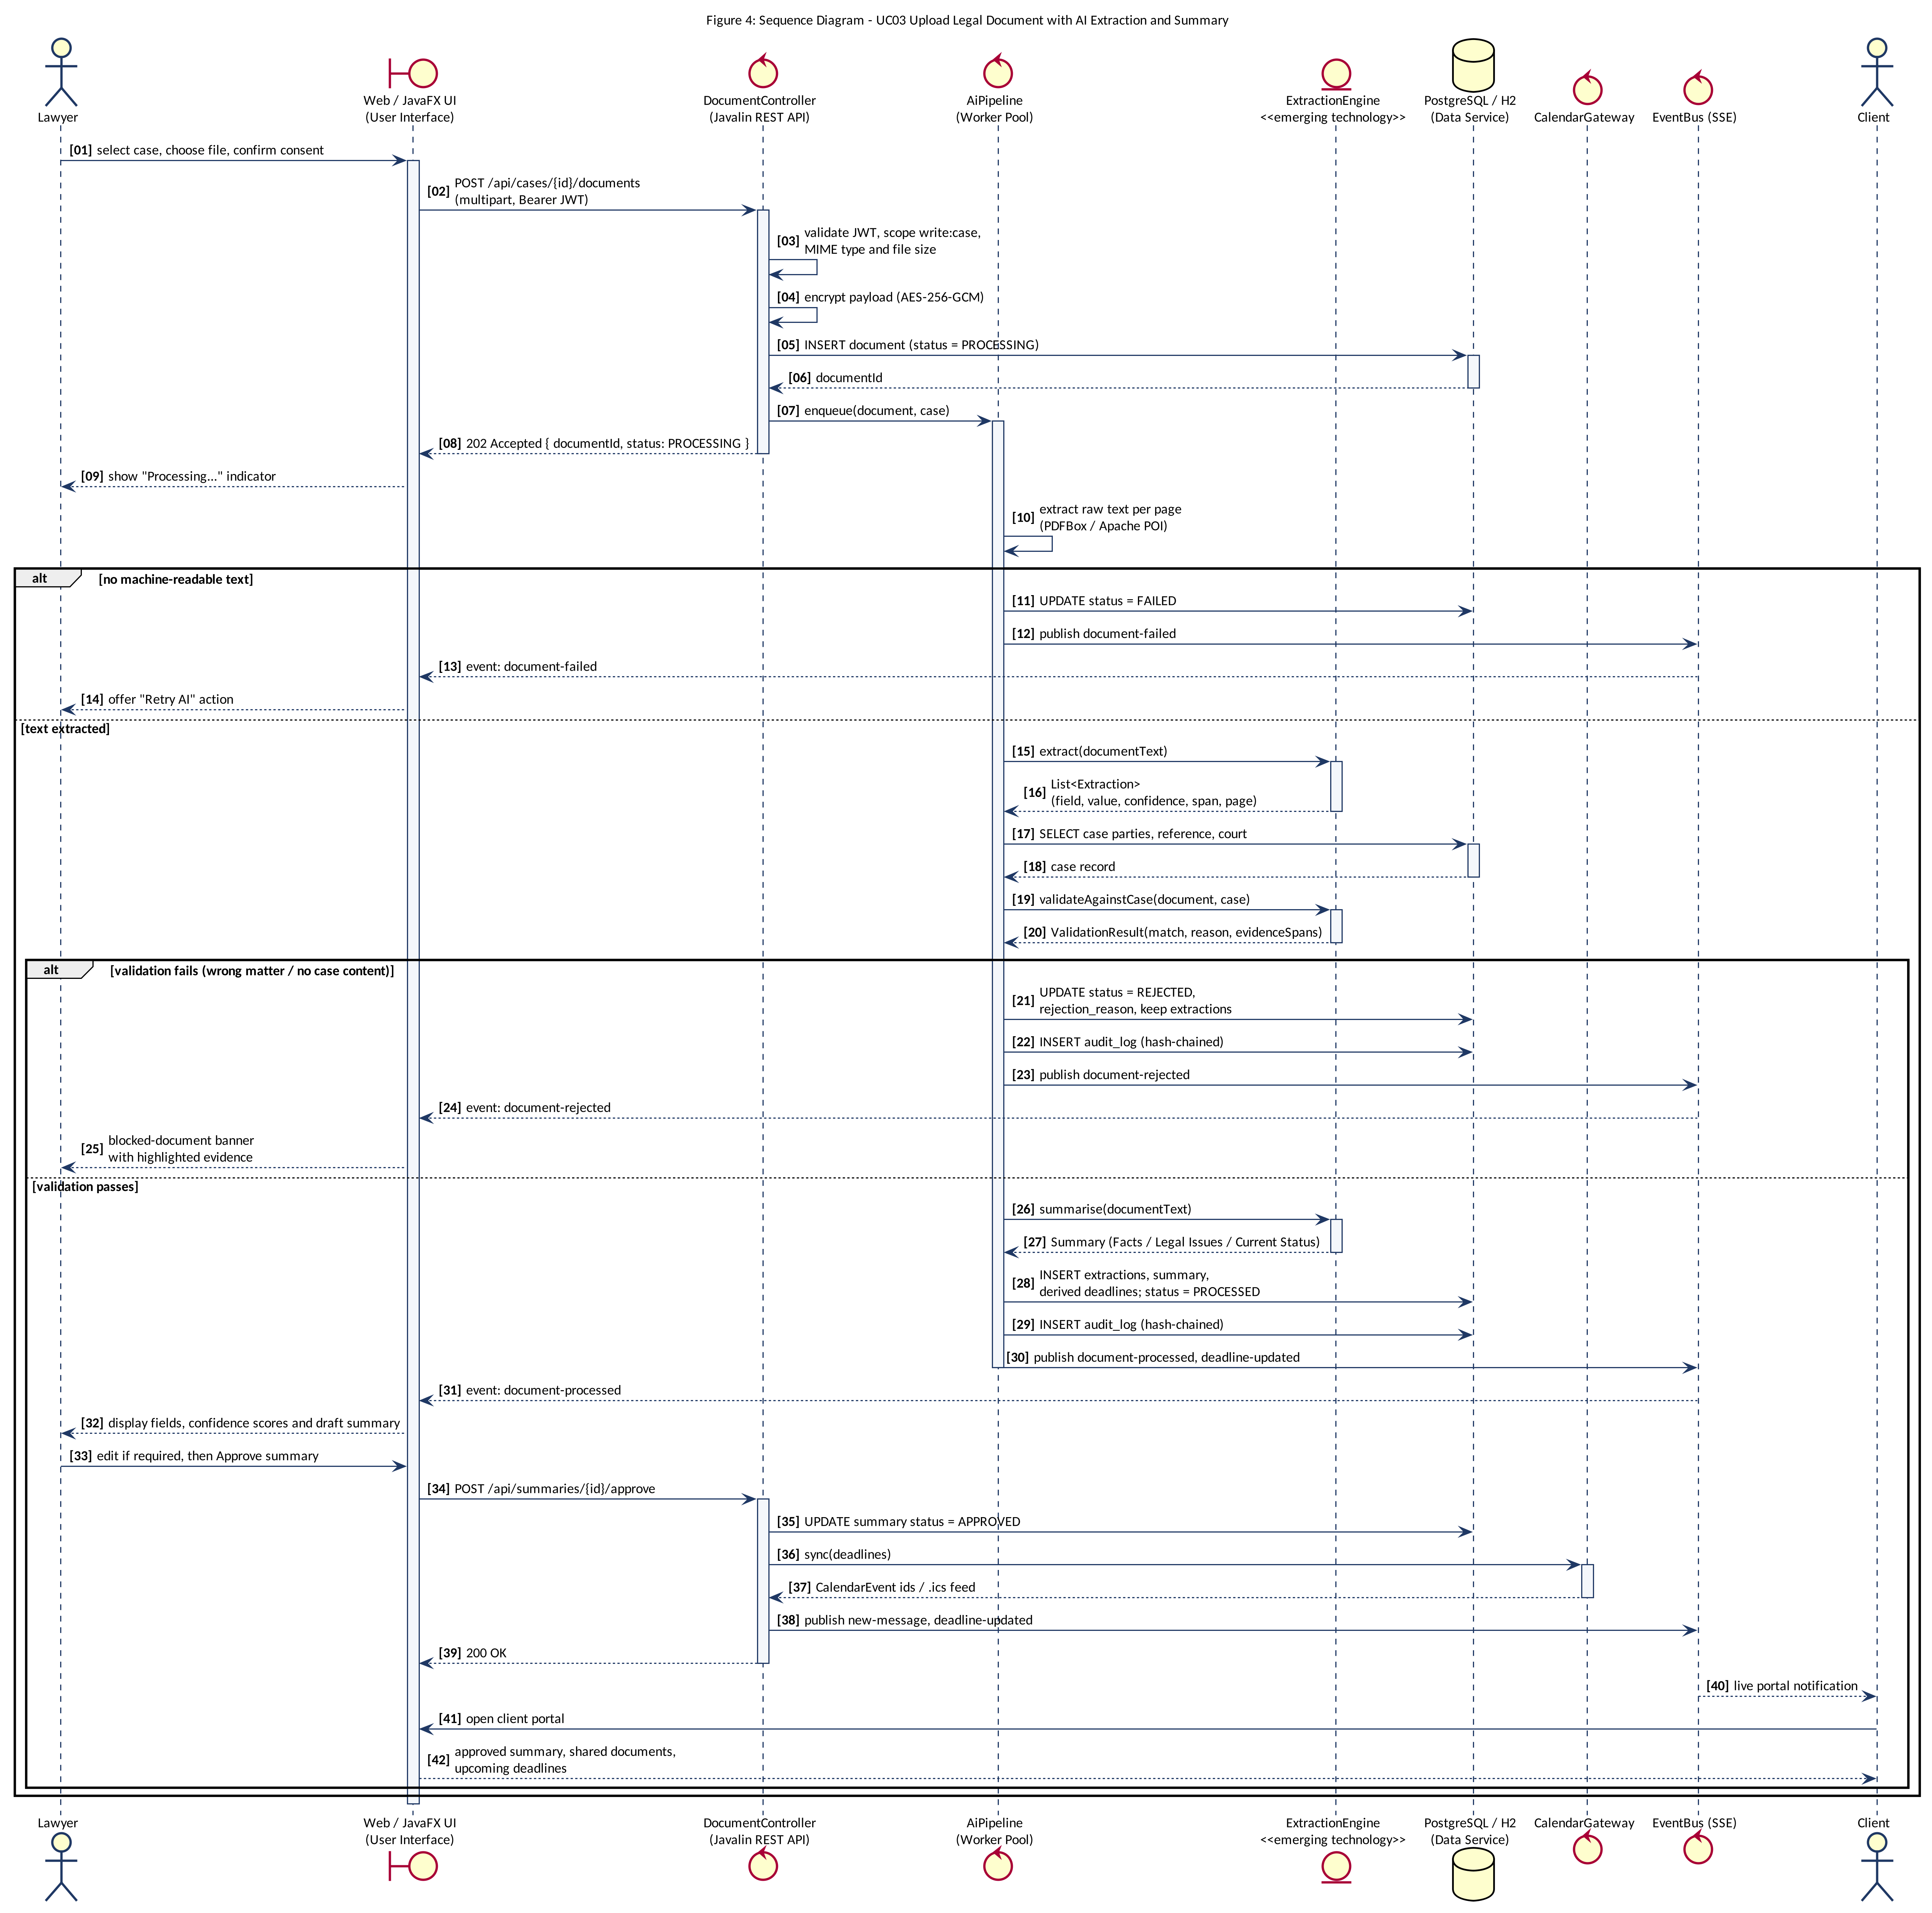 Figure 4: Sequence Diagram - UC03 Upload Legal Document with AI Extraction and Summary
Lawyer
Web / JavaFX UI
(User Interface)
DocumentController
(Javalin REST API)
AiPipeline
(Worker Pool)
ExtractionEngine
<<emerging technology>>
PostgreSQL / H2
(Data Service)
CalendarGateway
EventBus (SSE)
Client
[01] select case, choose file, confirm consent
[02] POST /api/cases/{id}/documents
(multipart, Bearer JWT)
[03] validate JWT, scope write:case,
MIME type and file size
[04] encrypt payload (AES-256-GCM)
[05] INSERT document (status = PROCESSING)
[06] documentId
[07] enqueue(document, case)
[08] 202 Accepted { documentId, status: PROCESSING }
[09] show "Processing..." indicator
[10] extract raw text per page
(PDFBox / Apache POI)
alt [no machine-readable text]
[11] UPDATE status = FAILED
[12] publish document-failed
[13] event: document-failed
[14] offer "Retry AI" action
[text extracted]
[15] extract(documentText)
[16] List<Extraction>
(field, value, confidence, span, page)
[17] SELECT case parties, reference, court
[18] case record
[19] validateAgainstCase(document, case)
[20] ValidationResult(match, reason, evidenceSpans)
alt [validation fails (wrong matter / no case content)]
[21] UPDATE status = REJECTED,
rejection_reason, keep extractions
[22] INSERT audit_log (hash-chained)
[23] publish document-rejected
[24] event: document-rejected
[25] blocked-document banner
with highlighted evidence
[validation passes]
[26] summarise(documentText)
[27] Summary (Facts / Legal Issues / Current Status)
[28] INSERT extractions, summary,
derived deadlines; status = PROCESSED
[29] INSERT audit_log (hash-chained)
[30] publish document-processed, deadline-updated
[31] event: document-processed
[32] display fields, confidence scores and draft summary
[33] edit if required, then Approve summary
[34] POST /api/summaries/{id}/approve
[35] UPDATE summary status = APPROVED
[36] sync(deadlines)
[37] CalendarEvent ids / .ics feed
[38] publish new-message, deadline-updated
[39] 200 OK
[40] live portal notification
[41] open client portal
[42] approved summary, shared documents,
upcoming deadlines
Lawyer
Web / JavaFX UI
(User Interface)
DocumentController
(Javalin REST API)
AiPipeline
(Worker Pool)
ExtractionEngine
<<emerging technology>>
PostgreSQL / H2
(Data Service)
CalendarGateway
EventBus (SSE)
Client